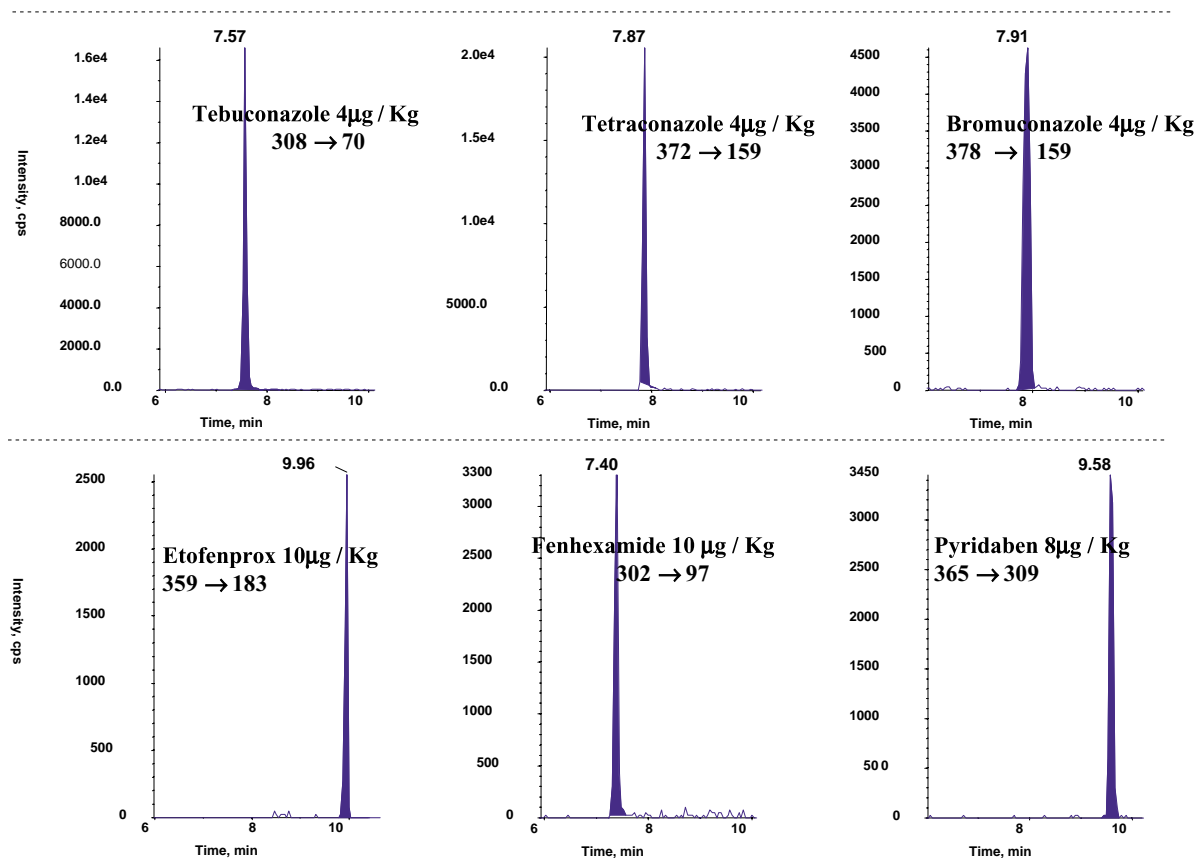 7.57
1.6e4
1.4e4
1.2e4
1.0e4
8000.0
6000.0
4000.0
2000.0
0.0
Intensity, cps
Tebuconazole 4μg / Kg
308 → 70
6 8 10
Time, min
7.87
2.0e4
1.5e4
1.0e4
5000.0
0.0
Tetraconazole 4μg / Kg
372 → 159
6 8 10
Time, min
7.91
4500
4000
3500
3000
2500
2000
1500
1000
500
0
Bromuconazole 4μg / Kg
378 → 159
8 10
Time, min
9.96
2500
2000
1500
1000
500
0
Intensity, cps
Etofenprox 10μg / Kg
359 → 183
6 8 10
Time, min
7.40
3300
3000
2500
2000
1500
1000
500
0
Fenhexamide 10 μg / Kg
302 → 97
6 8 10
Time, min
9.58
3450
3000
2500
2000
1500
1000
50 0
0
Pyridaben 8μg / Kg
365 → 309
8 10
Time, min